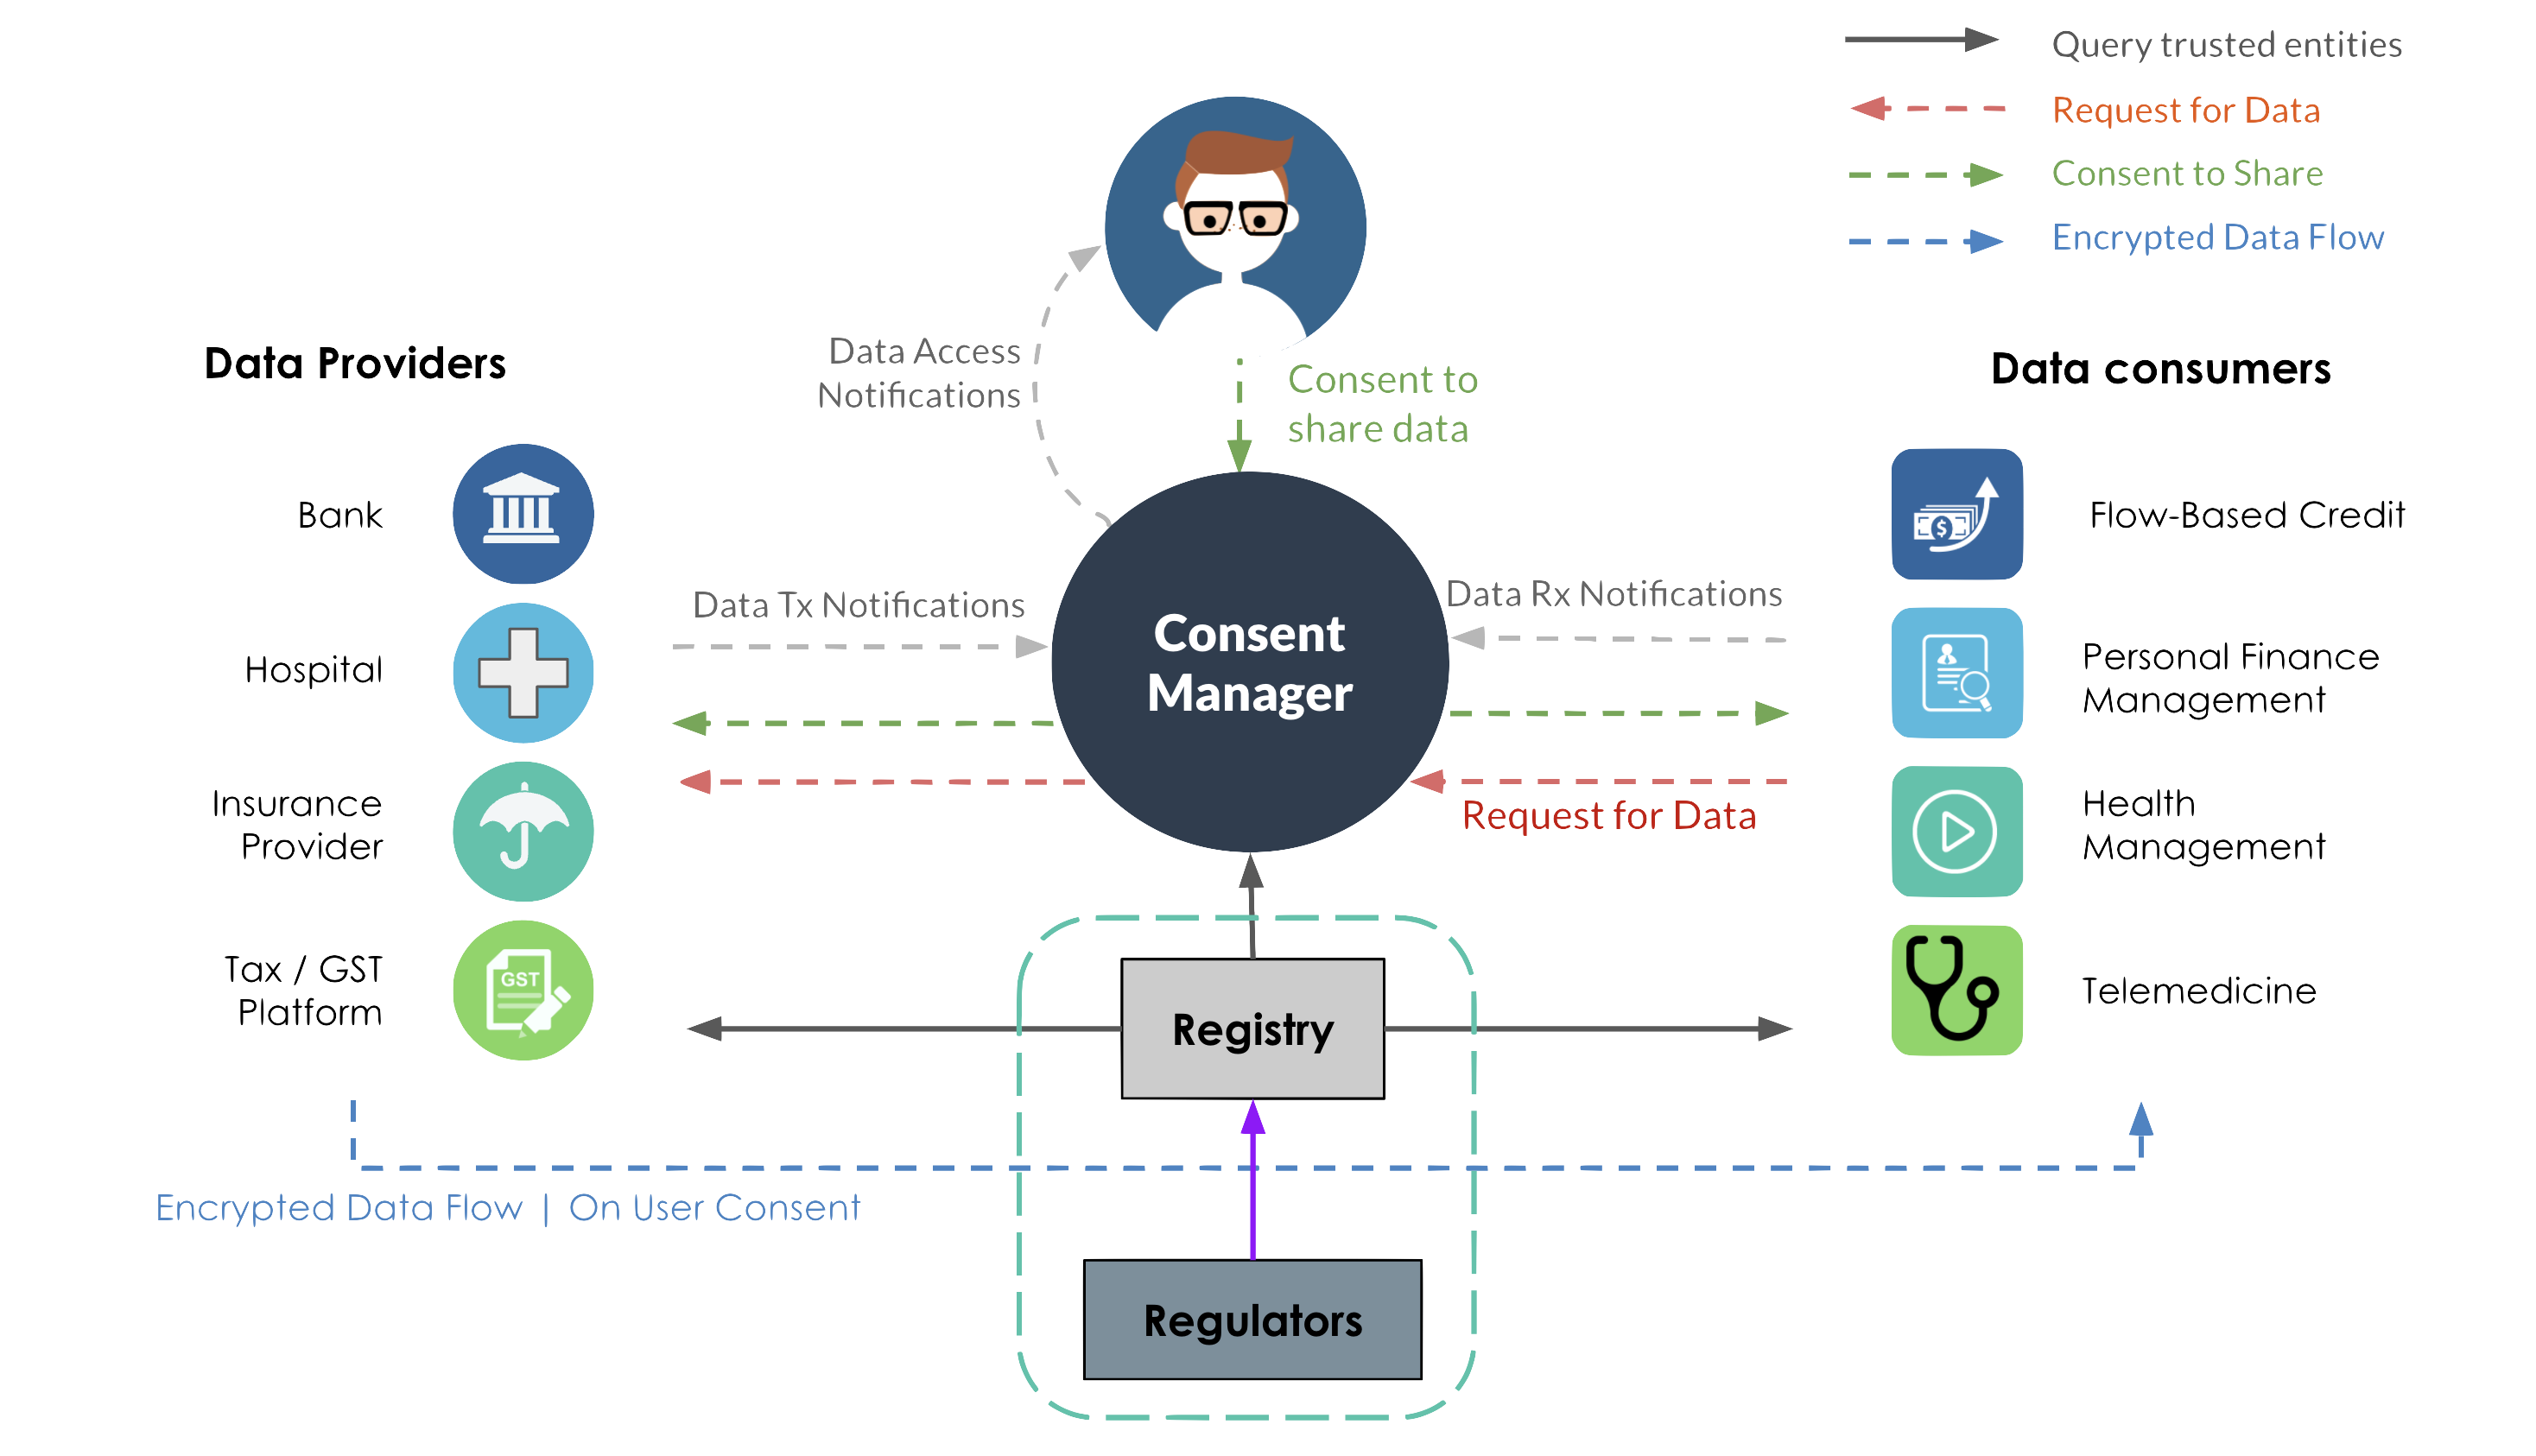 Query trusted entities
Request for Data
Consent to Share
Encrypted Data Flow
Data Access
Notifications
Consent to
share data
Data Providers
Bank
Hospital
Insurance
Provider
Tax / GST
Platform
GST
Data Tx Notifications
Consent
Manager
Data Rx Notifications
Request for Data
Data consumers
Flow-Based Credit
Personal Finance
Management
Health
Management
Telemedicine
Registry
Encrypted Data Flow | On User Consent
Regulators